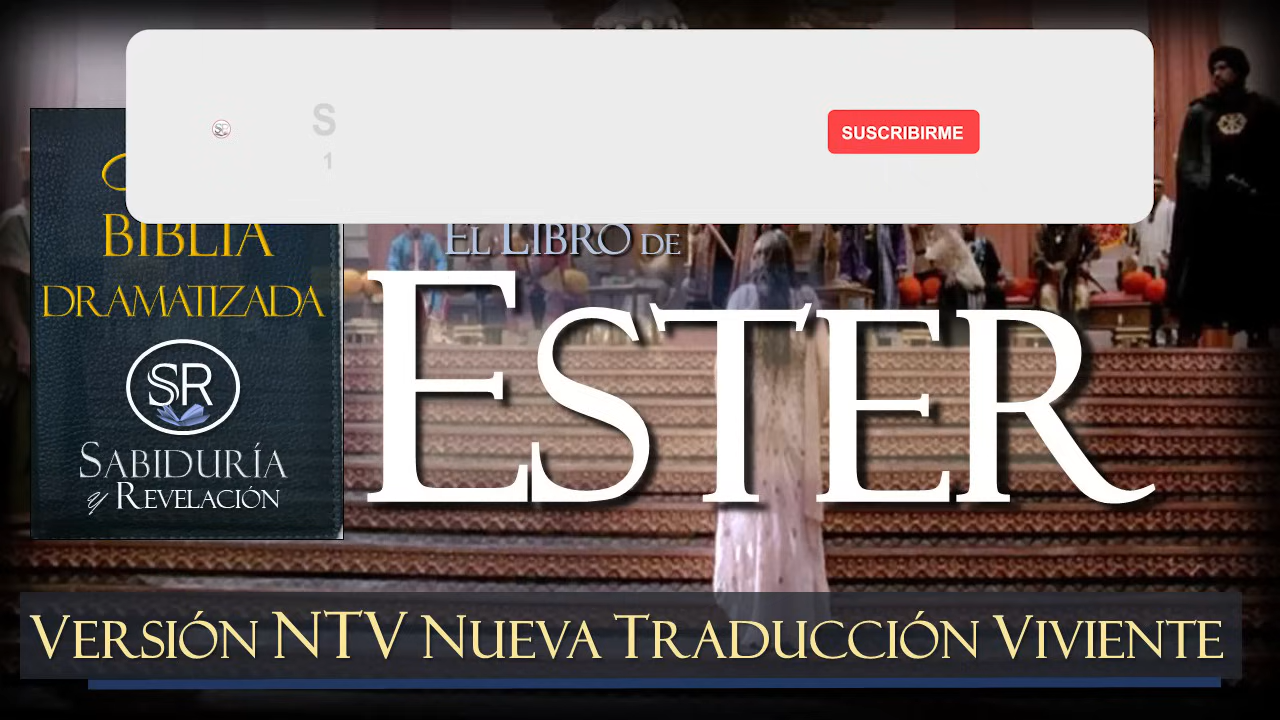 S
1
SUSCRIBIRME
BIBLIA
DRAMATIZADA
SR
SABIDURÍA
Y REVELACIÓN
EL LIBRO DE
ESTER
VERSIÓN NTV NUEVA TRADUCCIÓN VIVIENTE